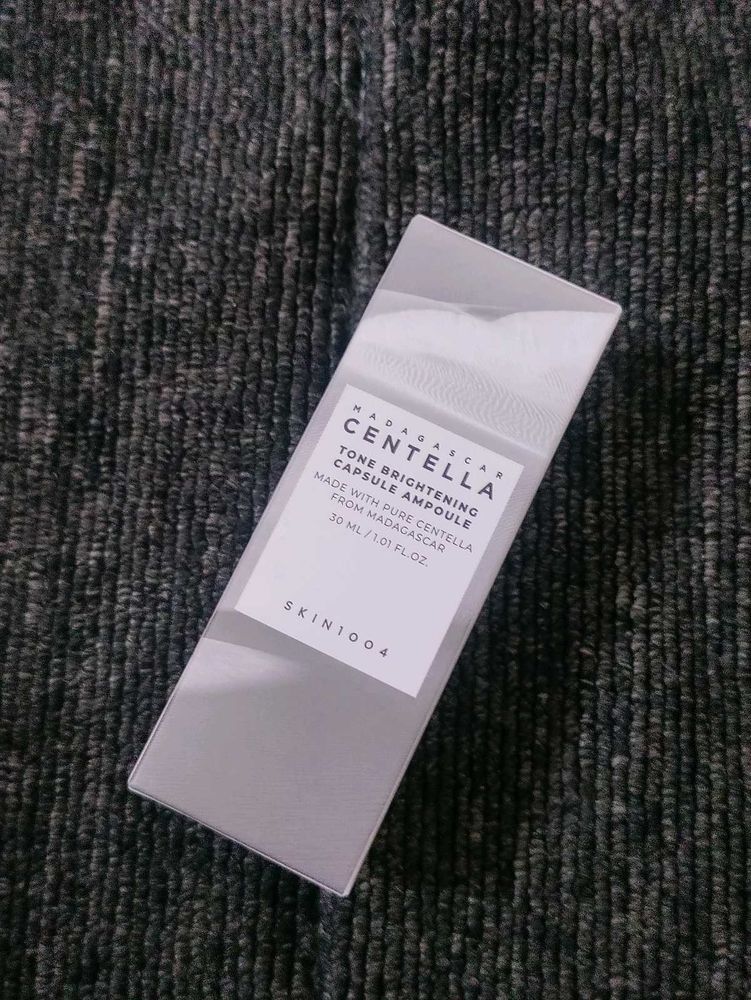 MADAGASCAR
CENTELLA
TONE BRIGHTENING
CAPSULE AMPOULE
MADE WITH PURE CENTELLA
FROM MADAGASCAR
30 ML / 1.01 FL.OZ.
SKIN1004